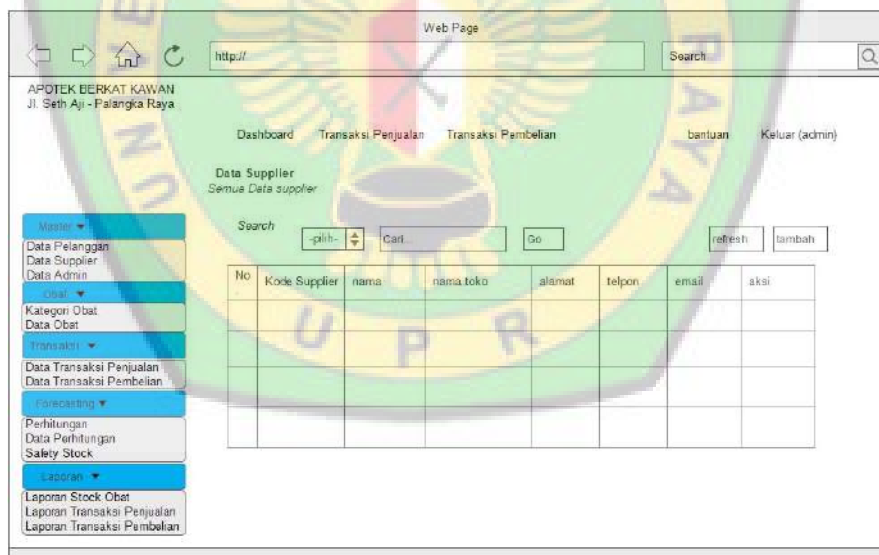 Web Page
http://
Search
APOTEK BERKAT KAWAN
Jl. Seth Aji - Palangka Raya
Dashboard Transaksi Penjualan Transaksi Pembelian bantuan Keluar (admin)
Data Supplier
Semua Data supplier
Search -pilih- Cari... Go refresh tambah
No Kode Supplier nama nama toko alamat telpon email aksi
Master
Data Pelanggan
Data Supplier
Data Admin
Obat
Kategori Obat
Data Obat
Transaksi
Data Transaksi Penjualan
Data Transaksi Pembelian
Forecasting
Perhitungan
Data Perhitungan
Safety Stock
Laporan
Laporan Stock Obat
Laporan Transaksi Penjualan
Laporan Transaksi Pembelian
U P R